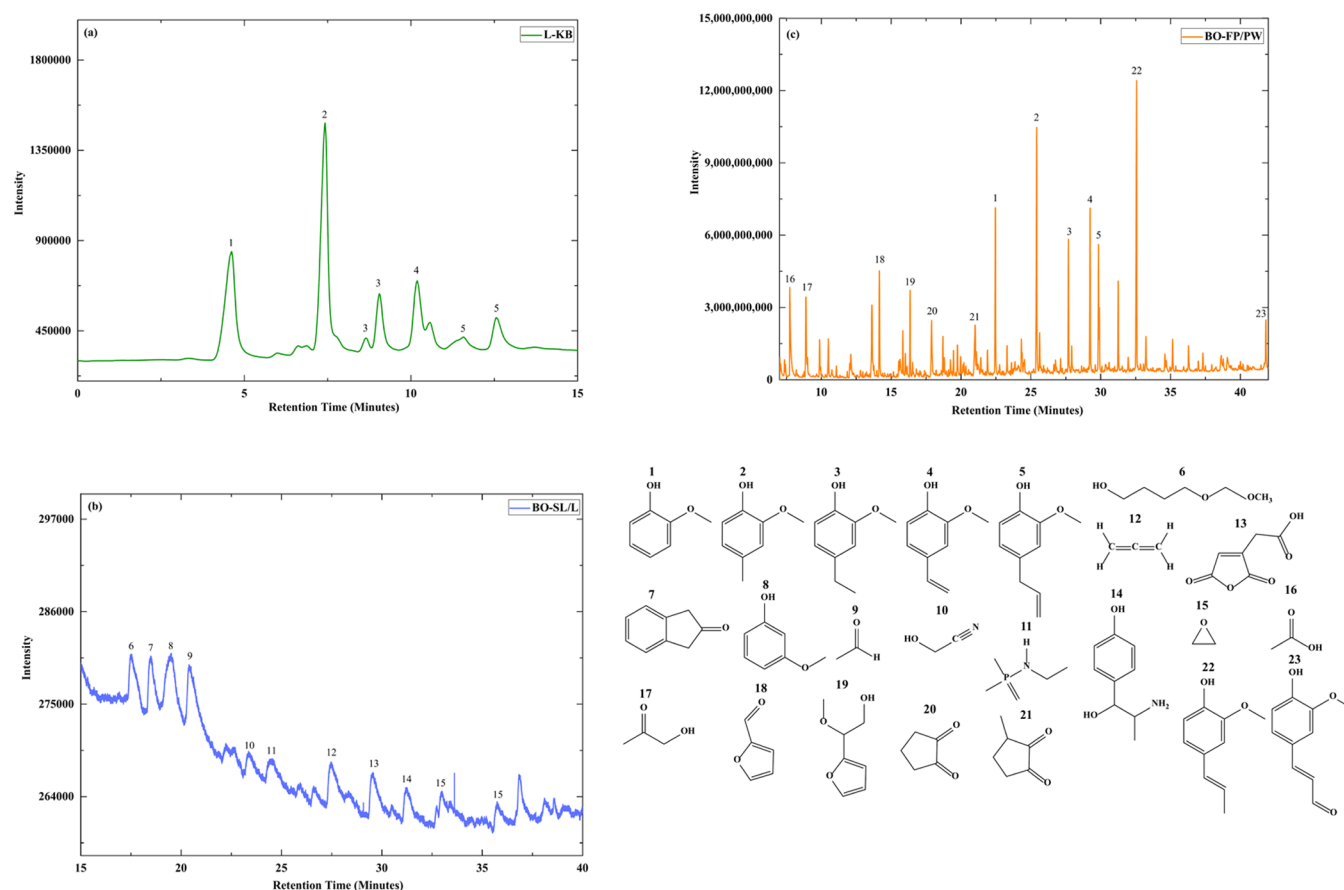 (a)
L-KB
1800000
1350000
900000
450000
Intensity
1
2
3
3
4
5
5
0
5
10
15
Retention Time (Minutes)
(c)
BO-FP/PW
15,000,000,000
12,000,000,000
9,000,000,000
6,000,000,000
3,000,000,000
0
Intensity
16
17
18
19
20
21
1
2
3
4
5
22
23
10
15
20
25
30
35
40
Retention Time (Minutes)
(b)
BO-SL/L
297000
286000
275000
264000
Intensity
6
7
8
9
10
11
12
13
14
15
15
15
20
25
30
35
40
Retention Time (Minutes)
1
OH
O
2
OH
O
3
OH
O
4
OH
O
5
OH
O
6
HO
O
OCH3
12
H
H
C
H
H
13
OH
O
O
O
O
7
O
8
OH
O
9
O
H
10
HO
C
N
11
H
N
P
14
OH
HO
NH2
15
O
16
O
OH
17
O
OH
18
O
O
19
OH
O
O
20
O
O
21
O
O
22
OH
O
23
OH
O
O